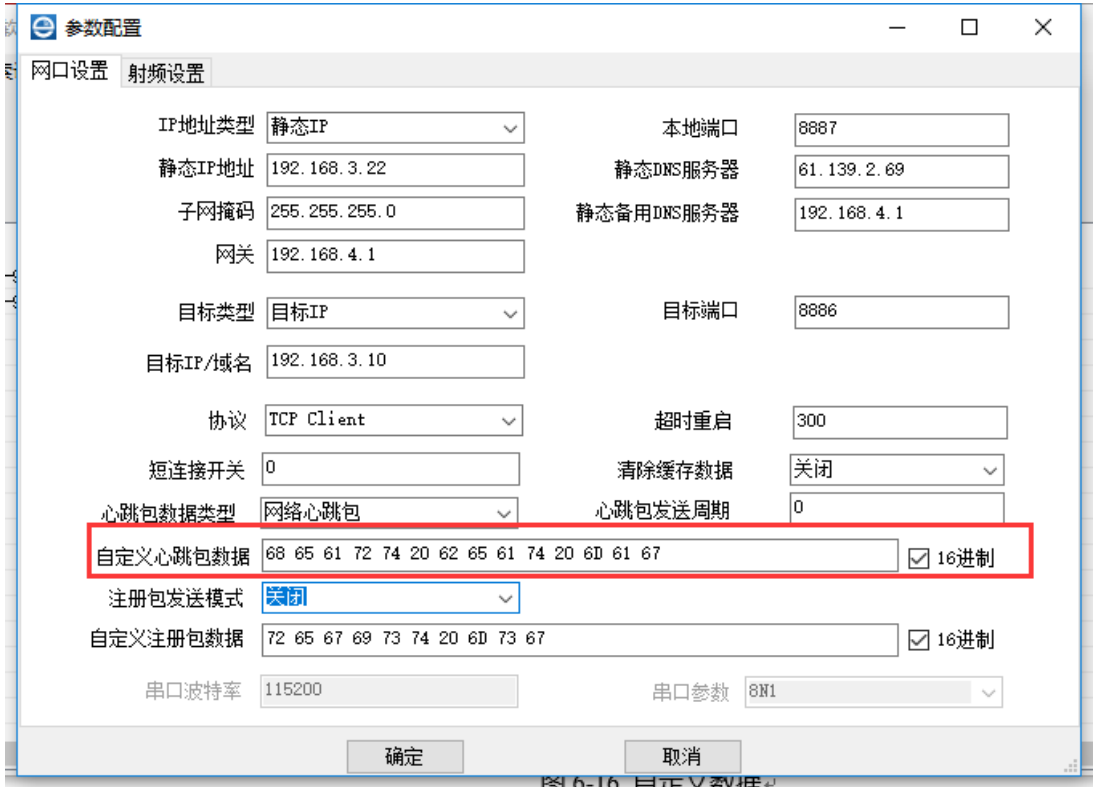 参数配置
网口设置 射频设置
IP地址类型 静态IP 本地端口 8887
静态IP地址 192.168.3.22 静态DNS服务器 61.139.2.69
子网掩码 255.255.255.0 静态备用DNS服务器 192.168.4.1
网关 192.168.4.1
目标类型 目标IP 目标端口 8886
目标IP/域名 192.168.3.10
协议 TCP Client 超时重启 300
短连接开关 0 清除缓存数据 关闭
心跳包数据类型 网络心跳包 心跳包发送周期 0
自定义心跳包数据 68 65 61 72 74 20 62 65 61 74 20 6D 61 67 16进制
注册包发送模式 关闭
自定义注册包数据 72 65 67 69 73 74 20 6D 73 67 16进制
串口波特率 115200 串口参数 8N1
确定 取消
图 6-16 自定义数据